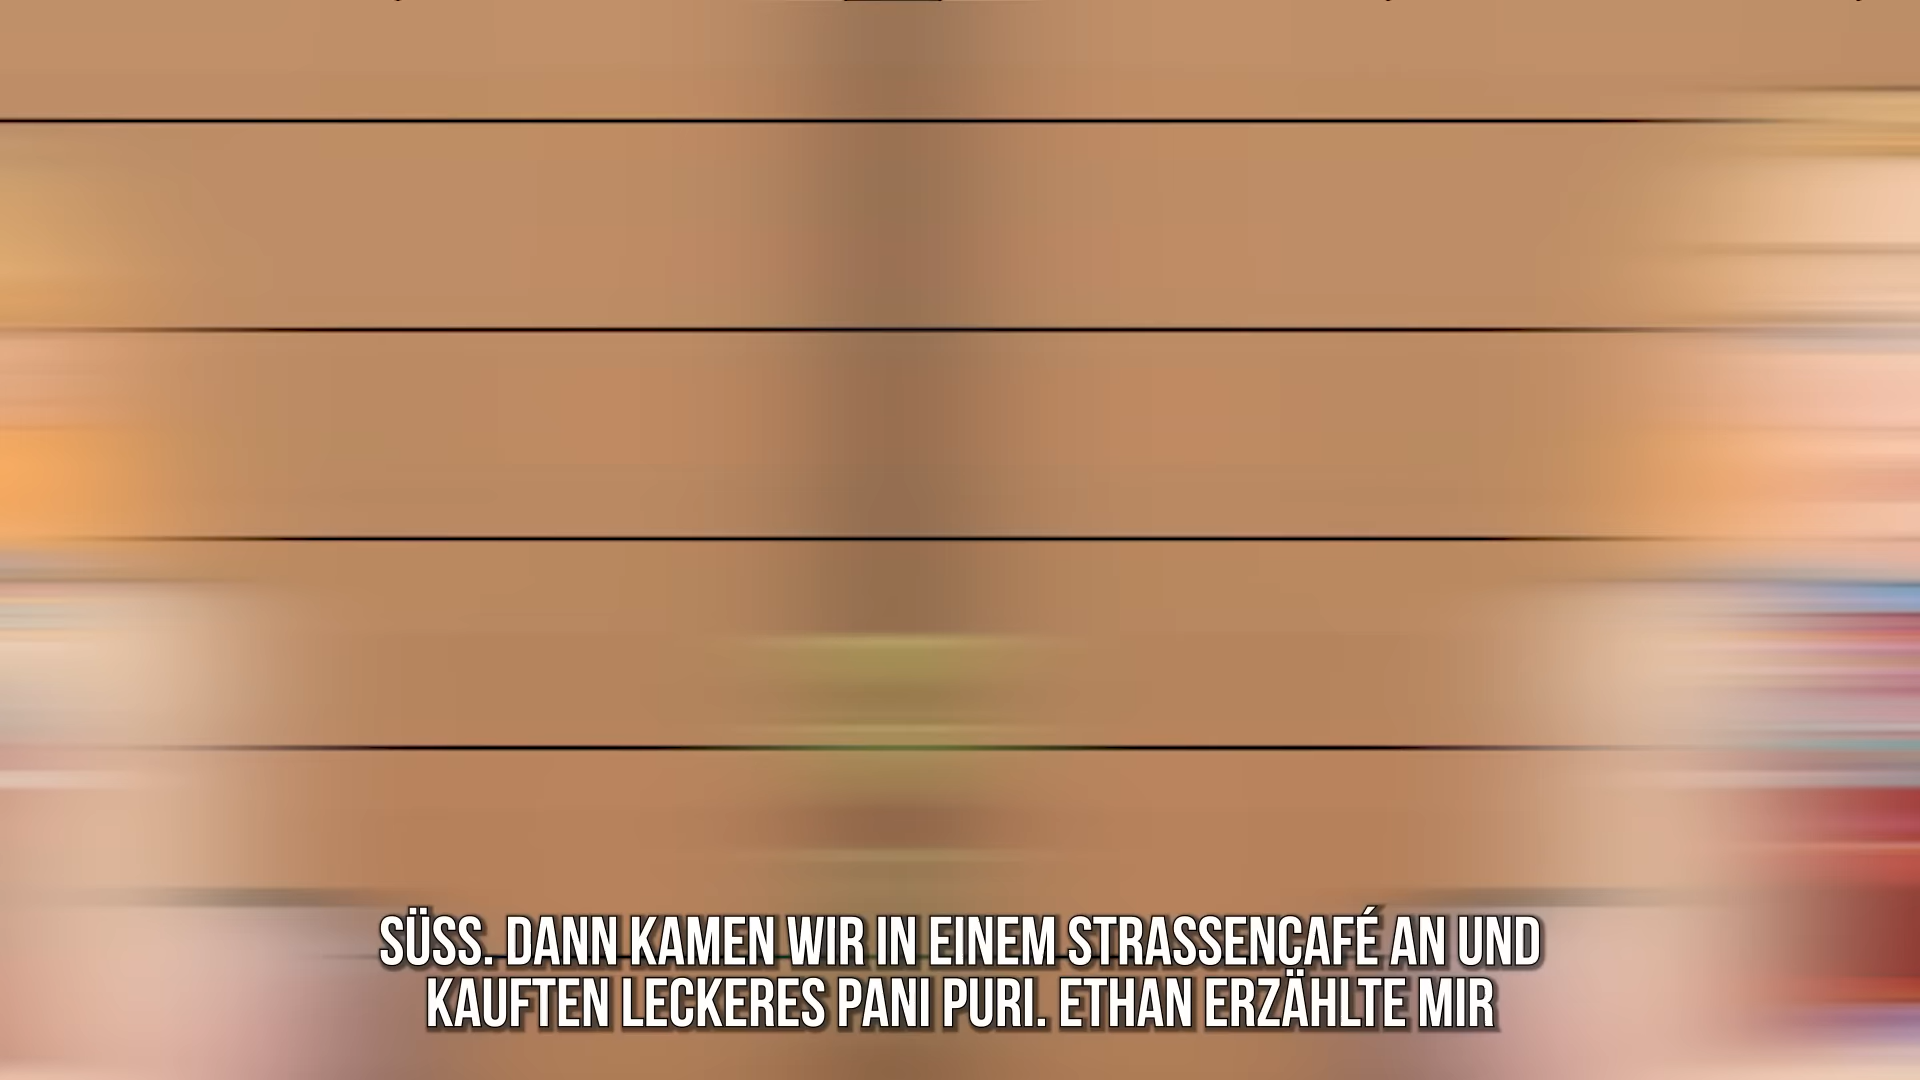 SÜSS. DANN KAMEN WIR IN EINEM STRASSENCAFÉ AN UND
KAUFTEN LECKERES PANI PURI. ETHAN ERZÄHLTE MIR